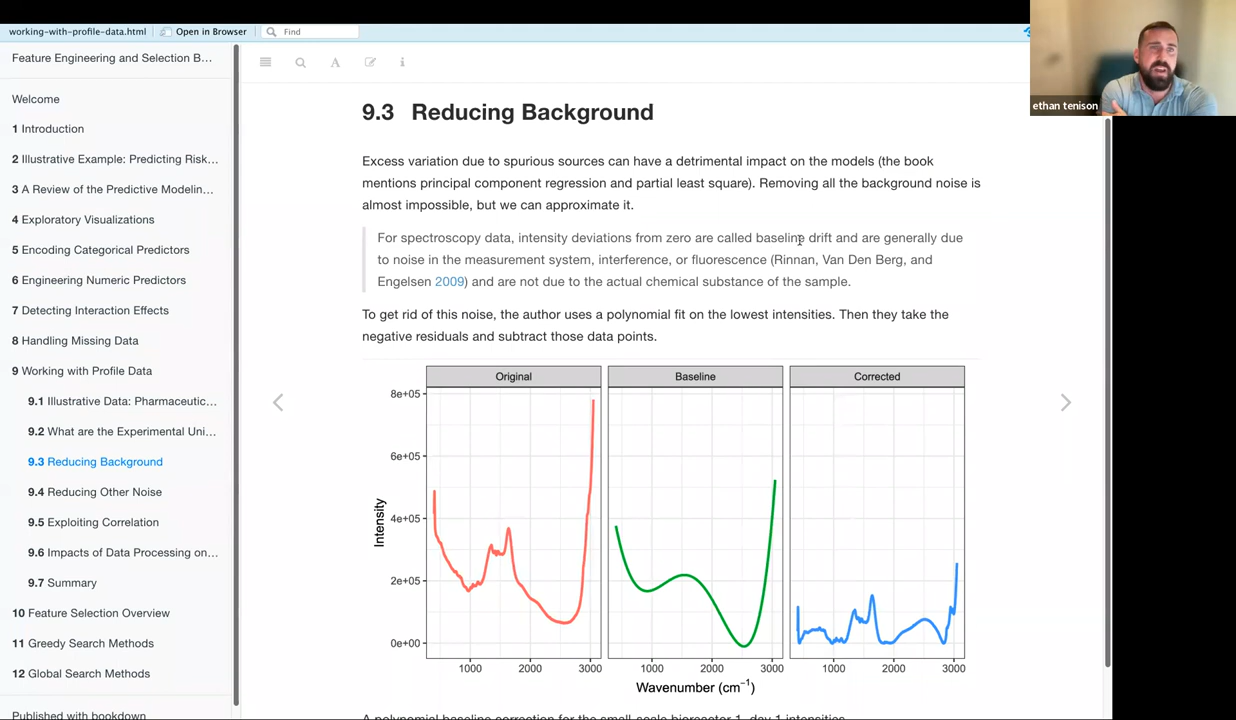 working-with-profile-data.html
Open in Browser
Find
Feature Engineering and Selection B...
Welcome
1 Introduction
2 Illustrative Example: Predicting Risk...
3 A Review of the Predictive Modelin...
4 Exploratory Visualizations
5 Encoding Categorical Predictors
6 Engineering Numeric Predictors
7 Detecting Interaction Effects
8 Handling Missing Data
9 Working with Profile Data
9.1 Illustrative Data: Pharmaceutic...
9.2 What are the Experimental Uni...
9.3 Reducing Background
9.4 Reducing Other Noise
9.5 Exploiting Correlation
9.6 Impacts of Data Processing on...
9.7 Summary
10 Feature Selection Overview
11 Greedy Search Methods
12 Global Search Methods
Published with bookdown
A
i
9.3 Reducing Background
Excess variation due to spurious sources can have a detrimental impact on the models (the book
mentions principal component regression and partial least square). Removing all the background noise is
almost impossible, but we can approximate it.
For spectroscopy data, intensity deviations from zero are called baseline drift and are generally due
to noise in the measurement system, interference, or fluorescence (Rinnan, Van Den Berg, and
Engelsen 2009) and are not due to the actual chemical substance of the sample.
To get rid of this noise, the author uses a polynomial fit on the lowest intensities. Then they take the
negative residuals and subtract those data points.
Original Baseline Corrected
8e+05
6e+05
4e+05
2e+05
0e+00
Intensity
1000 2000 3000 1000 2000 3000 1000 2000 3000
Wavenumber (cm⁻¹)
A polynomial baseline correction for the small-scale bioreactor 1, day 1 intensities.
ethan tenison